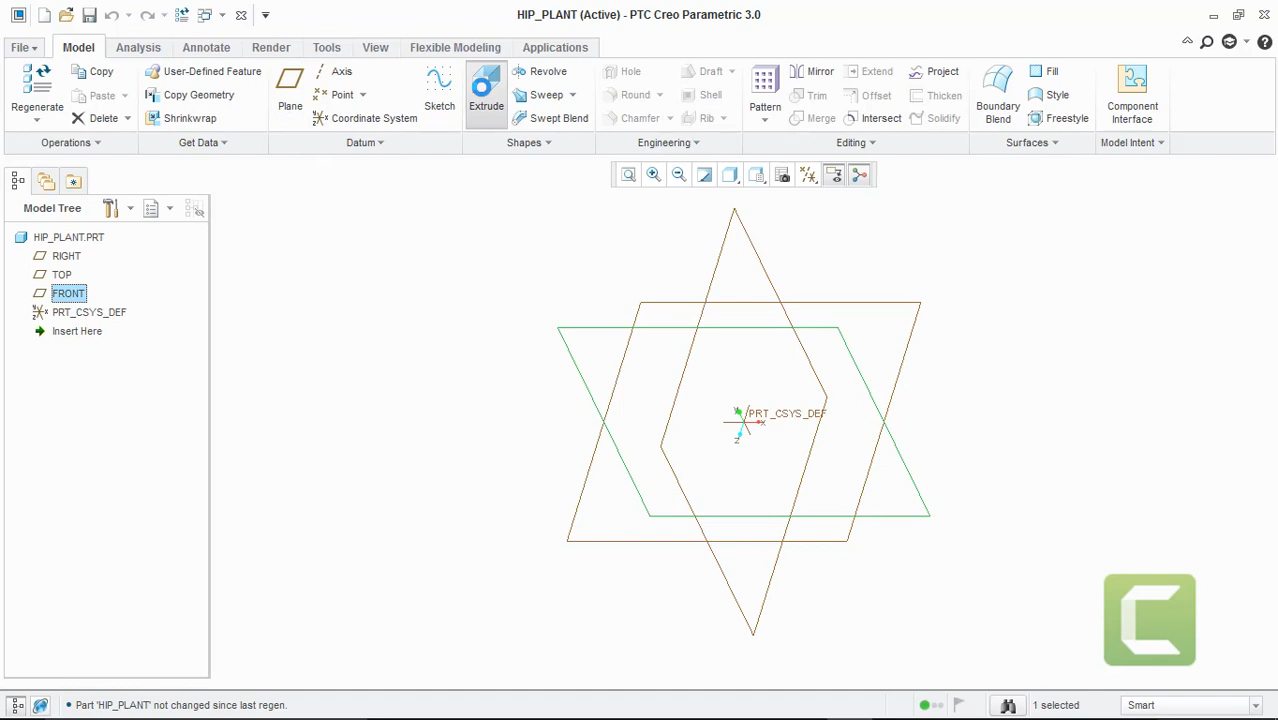 HIP_PLANT (Active) - PTC Creo Parametric 3.0
File Model Analysis Annotate Render Tools View Flexible Modeling Applications
Regenerate Copy Paste Delete User-Defined Feature Copy Geometry Shrinkwrap Plane Axis Point Coordinate System Sketch Extrude Revolve Sweep Swept Blend Hole Round Chamfer Draft Shell Rib Pattern Mirror Trim Merge Extend Offset Intersect Project Thicken Solidify Boundary Blend Fill Style Freestyle Component Interface
Operations Get Data Datum Shapes Engineering Editing Surfaces Model Intent
Model Tree
HIP_PLANT.PRT
RIGHT
TOP
FRONT
PRT_CSYS_DEF
Insert Here
Y
PRT_CSYS_DEF
X
Z
Part 'HIP_PLANT' not changed since last regen. 1 selected Smart